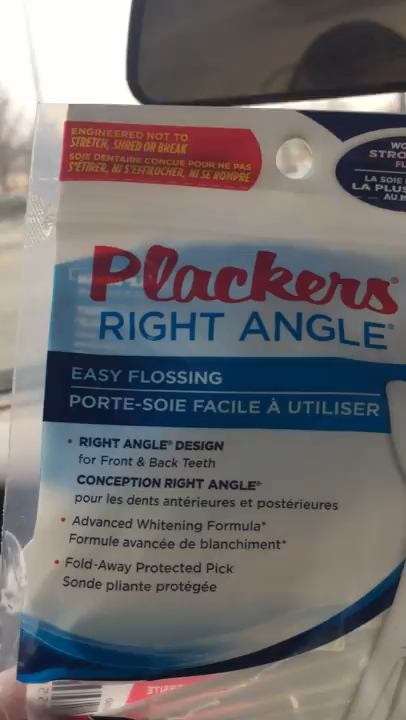 ENGINEERED NOT TO
STRETCH, SHRED OR BREAK
SOIE DENTAIRE CONÇUE POUR NE PAS
S'ÉTIRER, NI S'EFFILOCHER, NI SE ROMPRE
STRO
LA SOIE
LA PLUS
Plackers®
RIGHT ANGLE®
EASY FLOSSING
PORTE-SOIE FACILE À UTILISER
• RIGHT ANGLE® DESIGN
for Front & Back Teeth
CONCEPTION RIGHT ANGLE®
pour les dents antérieures et postérieures
• Advanced Whitening Formula*
Formule avancée de blanchiment*
• Fold-Away Protected Pick
Sonde pliante protégée